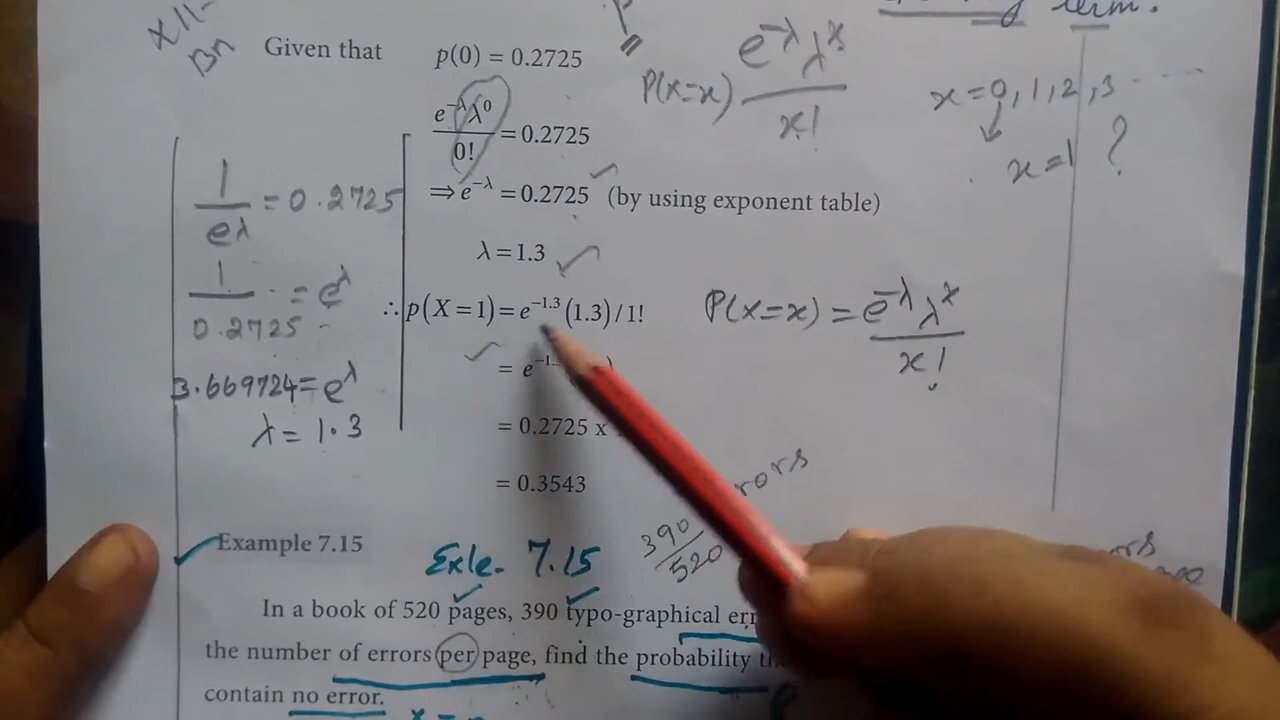 term.
XII-
Bm
Given that p(0) = 0.2725
P(X=x) e^-λ λ^x / x!
x = 0, 1, 2, 3 - - - -
x = 1 ?
e^-λ λ^0 / 0! = 0.2725
⇒ e^-λ = 0.2725 (by using exponent table)
1 / e^λ = 0.2725
λ = 1.3
1 / 0.2725 = e^λ
∴ p(X = 1) = e^-1.3 (1.3) / 1!
P(X=x) = e^-λ λ^x / x!
3.669724 = e^λ
λ = 1.3
= 0.2725 x
= 0.3543
390 / 520
Example 7.15
Exle. 7.15
In a book of 520 pages, 390 typo-graphical
the number of errors per page, find the probability
contain no error.